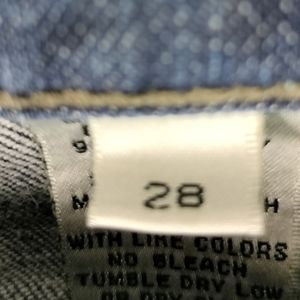 28
M H
WITH LIKE COLORS
NO BLEACH
TUMBLE DRY LOW